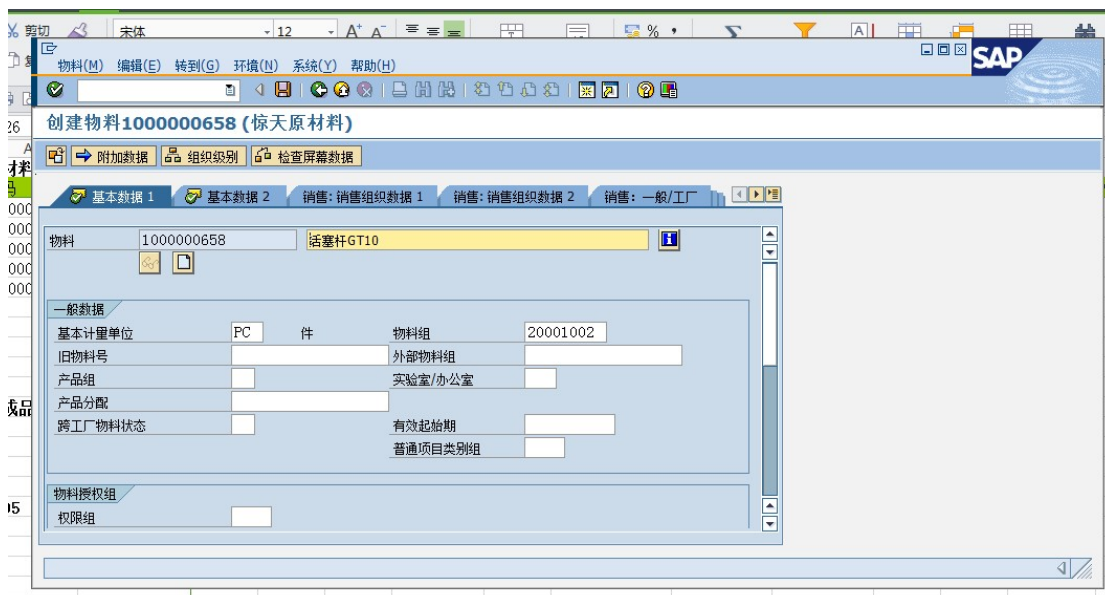 剪切 宋体 12 A+ A- % , A
物料(M) 编辑(E) 转到(G) 环境(N) 系统(Y) 帮助(H)
SAP
26
创建物料1000000658 (惊天原材料)
附加数据 组织级别 检查屏幕数据
基本数据 1 基本数据 2 销售: 销售组织数据 1 销售: 销售组织数据 2 销售: 一般/工厂
物料 1000000658 活塞杆GT10
一般数据
基本计量单位 PC 件 物料组 20001002
旧物料号 外部物料组
产品组 实验室/办公室
产品分配
跨工厂物料状态 有效起始期
普通项目类别组
物料授权组
权限组